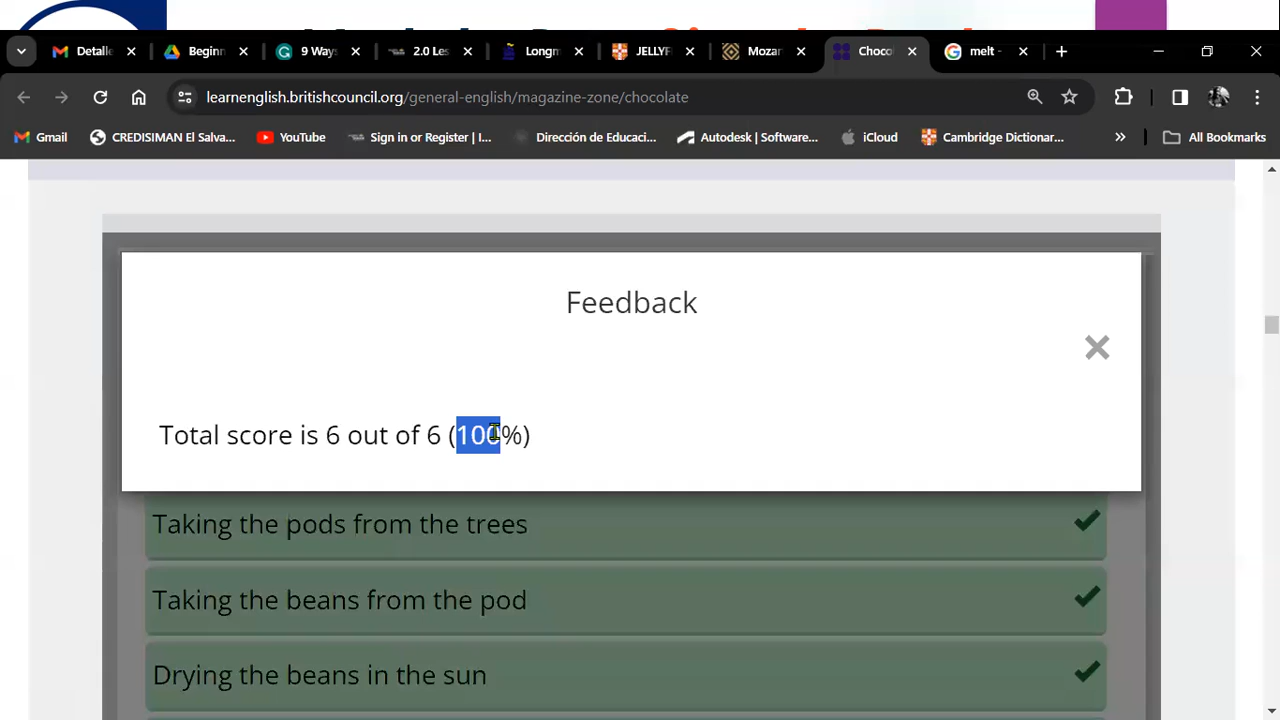 Detalle
Beginn
9 Ways
2.0 Les
Longm
JELLYF
Mozar
Choco
melt -
learnenglish.britishcouncil.org/general-english/magazine-zone/chocolate
Gmail
CREDISIMAN El Salva...
YouTube
Sign in or Register | I...
Dirección de Educaci...
Autodesk | Software...
iCloud
Cambridge Dictionar...
»
All Bookmarks
Feedback
Total score is 6 out of 6 (100%)
Taking the pods from the trees
Taking the beans from the pod
Drying the beans in the sun